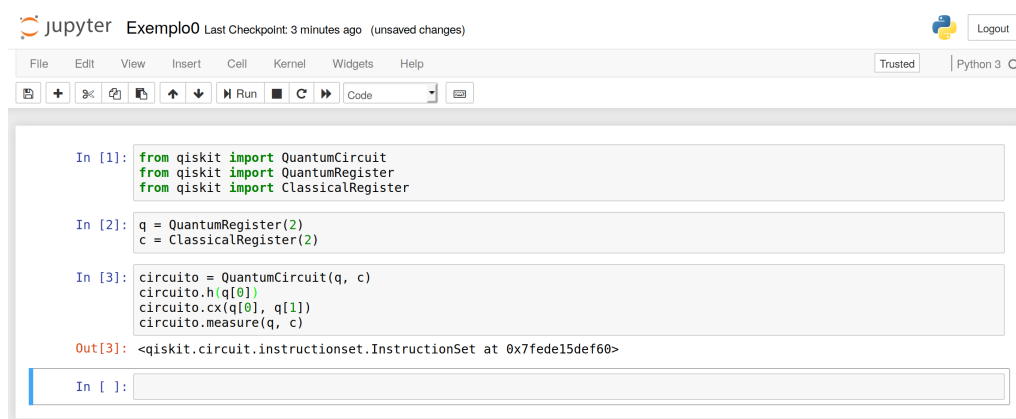 jupyter Exemplo0 Last Checkpoint: 3 minutes ago (unsaved changes) Logout
File Edit View Insert Cell Kernel Widgets Help Trusted Python 3
Run Code
In [1]: from qiskit import QuantumCircuit
from qiskit import QuantumRegister
from qiskit import ClassicalRegister
In [2]: q = QuantumRegister(2)
c = ClassicalRegister(2)
In [3]: circuito = QuantumCircuit(q, c)
circuito.h(q[0])
circuito.cx(q[0], q[1])
circuito.measure(q, c)
Out[3]: <qiskit.circuit.instructionset.InstructionSet at 0x7fede15def60>
In [ ]: